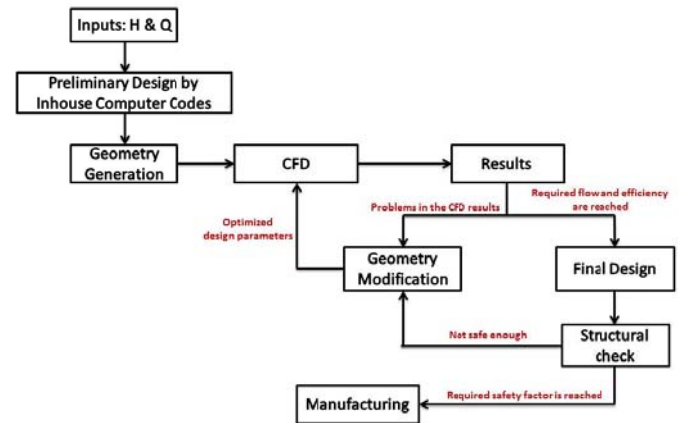 Inputs: H & Q
Preliminary Design by
Inhouse Computer Codes
Geometry
Generation
CFD
Results
Optimized
design parameters
Problems in the CFD results
Required flow and efficiency
are reached
Geometry
Modification
Final Design
Not safe enough
Structural
check
Manufacturing
Required safety factor is reached